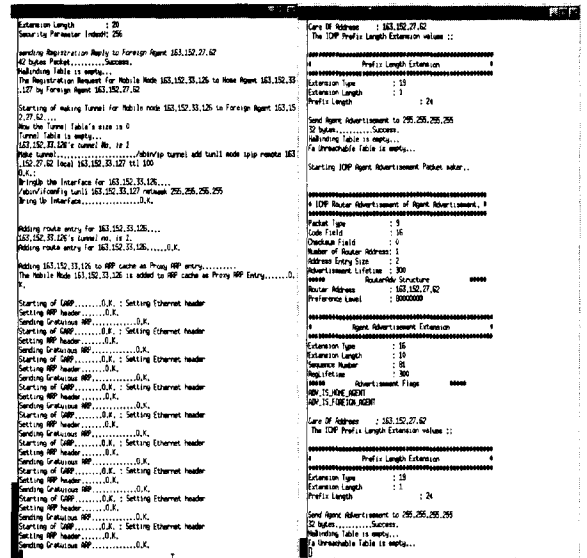 Extension Length : 20
Security Parameter Index#: 256
sending Registration Reply to Foreign Agent 163,152,27,62
42 bytes Packet..........Success.
HaBinding Table is empty...
The Registration Request for Mobile Node 163,152,33,126 to Home Agent 163,152,33
,127 by Foreign Agent 163,152,27,62
Starting of making Tunnel for Mobile node 163,152,33,126 to Foreign Agent 163,15
2,27,62....
Now the Tunnel Table's size is 0
Tunnel Table is empty...
163,152,33,126's tunnel No. is 1
Make tunnel................/sbin/ip tunnel add tunl1 mode ipip remote 163
,152,27,62 local 163,152,33,127 ttl 100
O.K.:
BringUp the Interface for 163,152,33,126....
/sbin/ifconfig tunl1 163,152,33,127 netmask 255,255,255,255
Bring Up Interface..............O.K.
Adding route entry for 163,152,33,126....
163,152,33,126's tunnel no. is 1.
Adding route entry for 163,152,33,126......O.K.
Adding 163,152,33,126 to ARP cache as Proxy ARP entry..........
The Mobile Node 163,152,33,126 is added to ARP cache as Proxy ARP Entry.......O.
K.
Starting of GARP........O.K. : Setting Ethernet header
Setting ARP header.......O.K.
Sending Gratuious ARP...........O.K.
Starting of GARP........O.K. : Setting Ethernet header
Setting ARP header.......O.K.
Sending Gratuious ARP...........O.K.
Starting of GARP........O.K. : Setting Ethernet header
Setting ARP header.......O.K.
Sending Gratuious ARP...........O.K.
Starting of GARP........O.K. : Setting Ethernet header
Setting ARP header.......O.K.
Sending Gratuious ARP...........O.K.
Starting of GARP........O.K. : Setting Ethernet header
Setting ARP header.......O.K.
Sending Gratuious ARP...........O.K.
Starting of GARP........O.K. : Setting Ethernet header
Setting ARP header.......O.K.
Sending Gratuious ARP...........O.K.
Starting of GARP........O.K. : Setting Ethernet header
Setting ARP header.......O.K.
Sending Gratuious ARP...........O.K.
Starting of GARP........O.K. : Setting Ethernet header
Setting ARP header.......O.K.
Sending Gratuious ARP...........O.K.
Care Of Address : 163,152,27,62
The ICMP Prefix Length Extension values ::
# Prefix Length Extension #
Extension Type : 19
Extension Length : 1
Prefix Length : 24
Send Agent Advertisement to 255,255,255,255
32 bytes...........Success.
HaBinding Table is empty...
Fa Unreachable Table is empty...
Starting ICMP Agent Advertisement Packet maker..
# ICMP Router Advertisement of Agent Advertisement. #
Packet Type : 9
Code Field : 16
Checksum Field : 0
Number of Router Address: 1
Address Entry Size : 2
Advertisement Lifetime : 300
##### RouterAdv Structure #####
Router Address : 163,152,27,62
Preference Level : 80000000
# Agent Advertisement Extension #
Extension Type : 16
Extension Length : 10
Sequence Number : 81
RegLifetime : 300
##### Advertisement Flags #####
ADV_IS_HOME_AGENT
ADV_IS_FOREIGN_AGENT
Care Of Address : 163,152,27,62
The ICMP Prefix Length Extension values ::
# Prefix Length Extension #
Extension Type : 19
Extension Length : 1
Prefix Length : 24
Send Agent Advertisement to 255,255,255,255
32 bytes...........Success.
HaBinding Table is empty...
Fa Unreachable Table is empty...